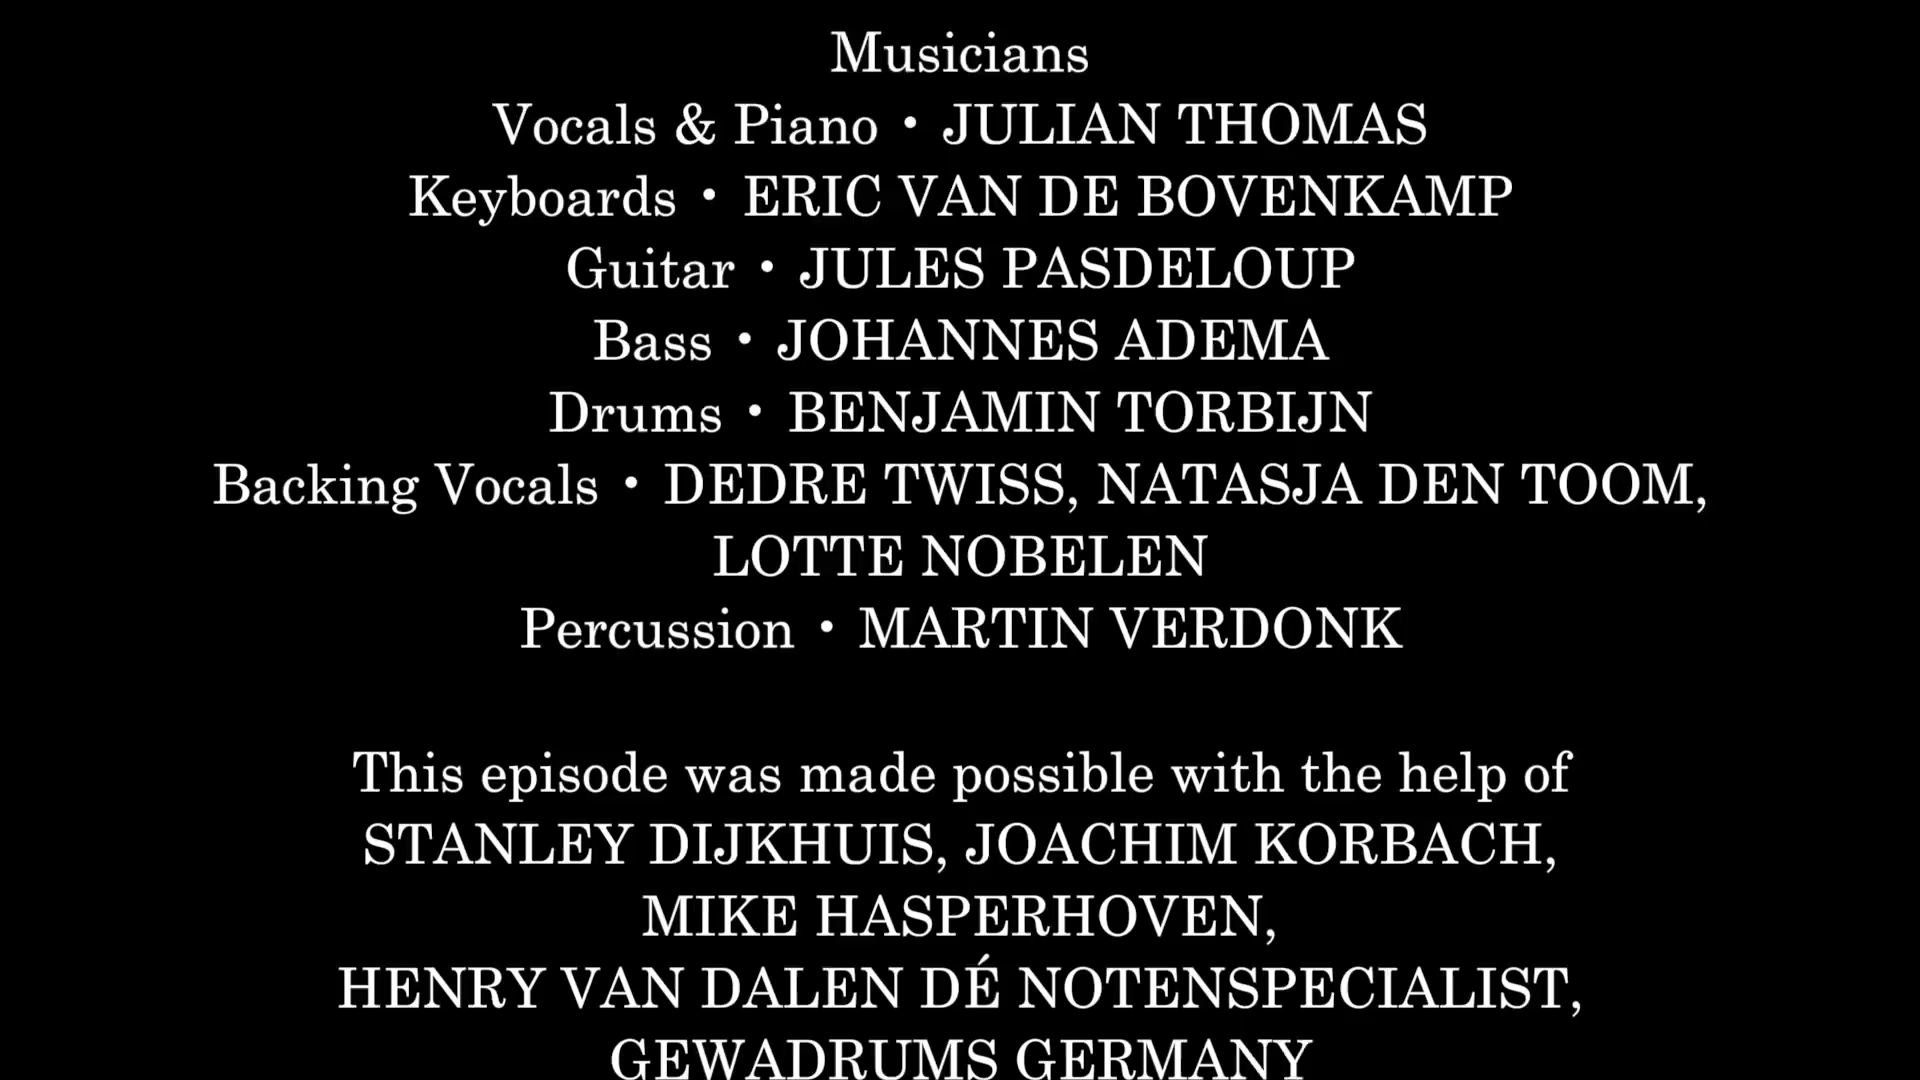 Musicians
Vocals & Piano • JULIAN THOMAS
Keyboards • ERIC VAN DE BOVENKAMP
Guitar • JULES PASDELOUP
Bass • JOHANNES ADEMA
Drums • BENJAMIN TORBIJN
Backing Vocals • DEDRE TWISS, NATASJA DEN TOOM,
LOTTE NOBELEN
Percussion • MARTIN VERDONK
This episode was made possible with the help of
STANLEY DIJKHUIS, JOACHIM KORBACH,
MIKE HASPERHOVEN,
HENRY VAN DALEN DÉ NOTENSPECIALIST,
GEWADRUMS GERMANY